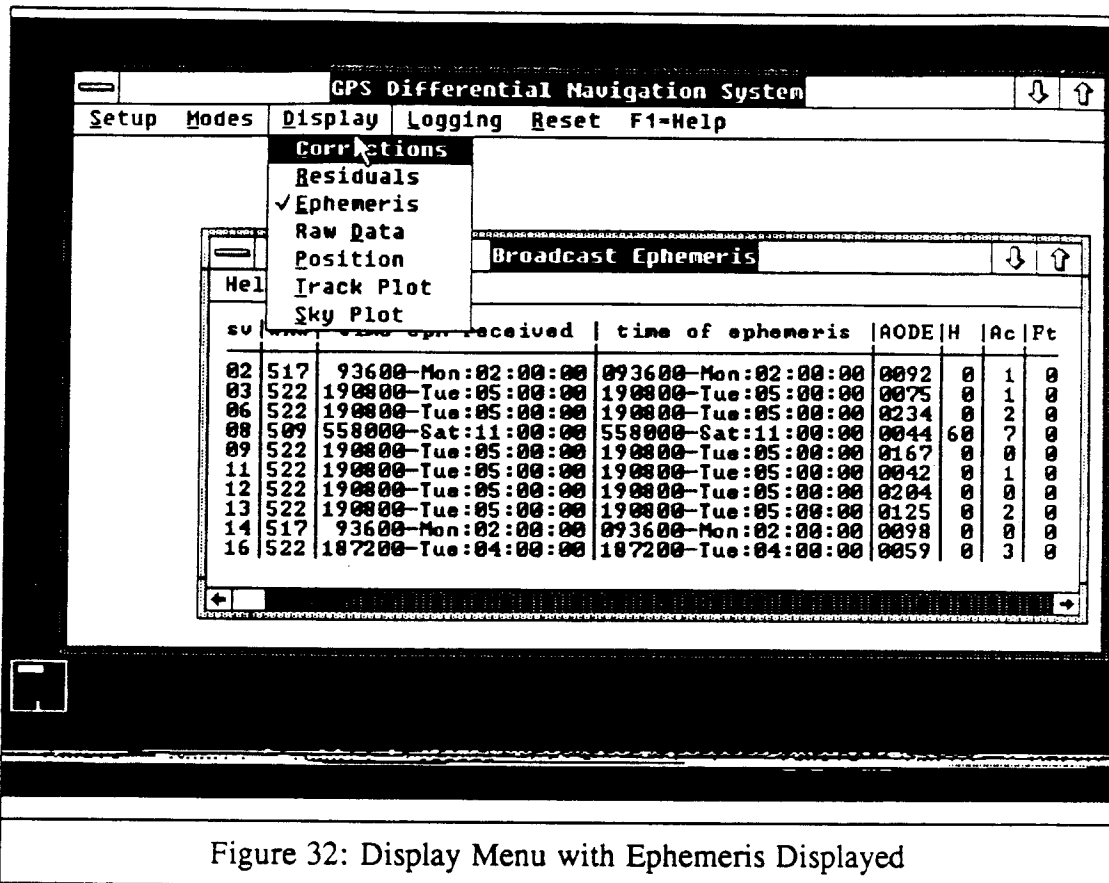 GPS Differential Navigation System
Setup Modes Display Logging Reset F1=Help
Corrections
Residuals
✓Ephemeris
Raw Data
Position
Track Plot
Sky Plot
Broadcast Ephemeris
Hel
sv | | received | time of ephemeris |AODE|H |Ac|Ft
02|517| 93600-Mon:02:00:00|093600-Mon:02:00:00|0092| 0| 1| 0
03|522|190800-Tue:05:00:00|190800-Tue:05:00:00|0075| 0| 1| 0
06|522|190800-Tue:05:00:00|190800-Tue:05:00:00|0234| 0| 2| 0
08|509|558000-Sat:11:00:00|558000-Sat:11:00:00|0044|60| 7| 0
09|522|190800-Tue:05:00:00|190800-Tue:05:00:00|0167| 0| 0| 0
11|522|190800-Tue:05:00:00|190800-Tue:05:00:00|0042| 0| 1| 0
12|522|190800-Tue:05:00:00|190800-Tue:05:00:00|0204| 0| 0| 0
13|522|190800-Tue:05:00:00|190800-Tue:05:00:00|0125| 0| 2| 0
14|517| 93600-Mon:02:00:00|093600-Mon:02:00:00|0098| 0| 0| 0
16|522|187200-Tue:04:00:00|187200-Tue:04:00:00|0059| 0| 3| 0
Figure 32: Display Menu with Ephemeris Displayed